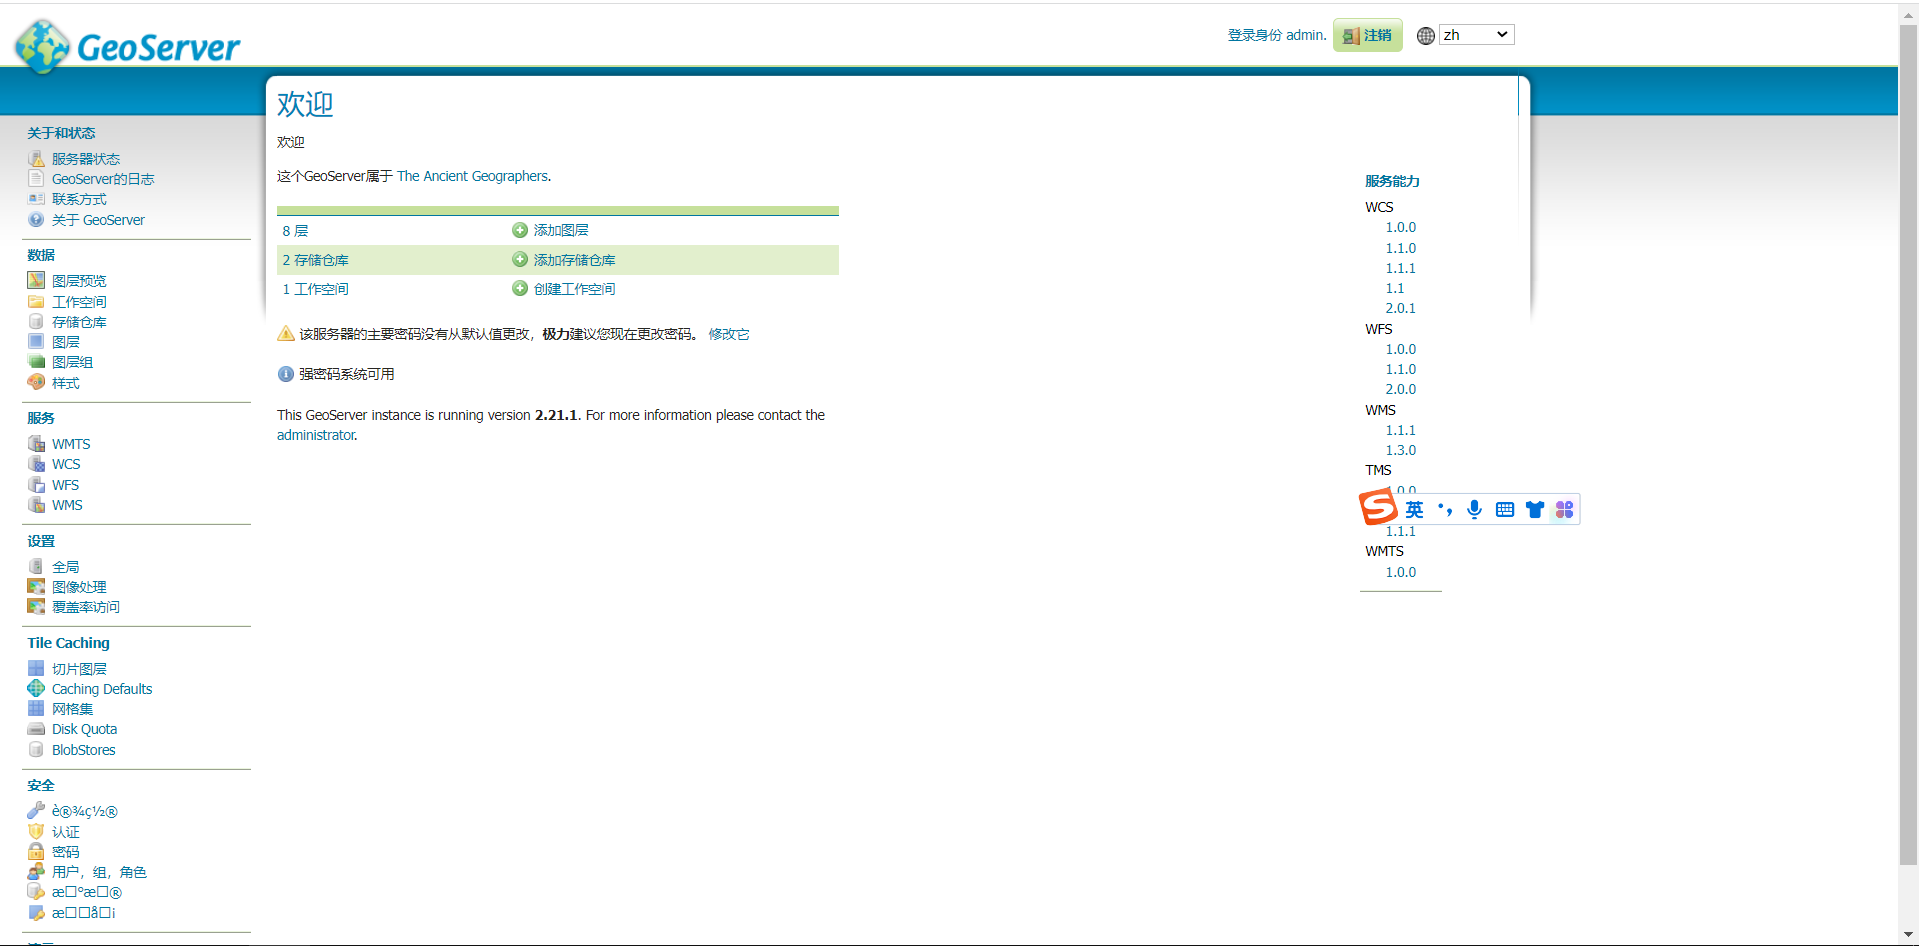 GeoServer
登录身份 admin.
注销
zh
关于和状态
服务器状态
GeoServer的日志
联系方式
关于 GeoServer
数据
图层预览
工作空间
存储仓库
图层
图层组
样式
服务
WMTS
WCS
WFS
WMS
设置
全局
图像处理
覆盖率访问
Tile Caching
切片图层
Caching Defaults
网格集
Disk Quota
BlobStores
安全
è®¾ç½®
认证
密码
用户，组，角色
æ□°æ□®
æ□□å□¡
欢迎
欢迎
这个GeoServer属于 The Ancient Geographers.
8 层 添加图层
2 存储仓库 添加存储仓库
1 工作空间 创建工作空间
该服务器的主要密码没有从默认值更改，极力建议您现在更改密码。 修改它
强密码系统可用
This GeoServer instance is running version 2.21.1. For more information please contact the
administrator.
服务能力
WCS
1.0.0
1.1.0
1.1.1
1.1
2.0.1
WFS
1.0.0
1.1.0
2.0.0
WMS
1.1.1
1.3.0
TMS
英
1.1.1
WMTS
1.0.0